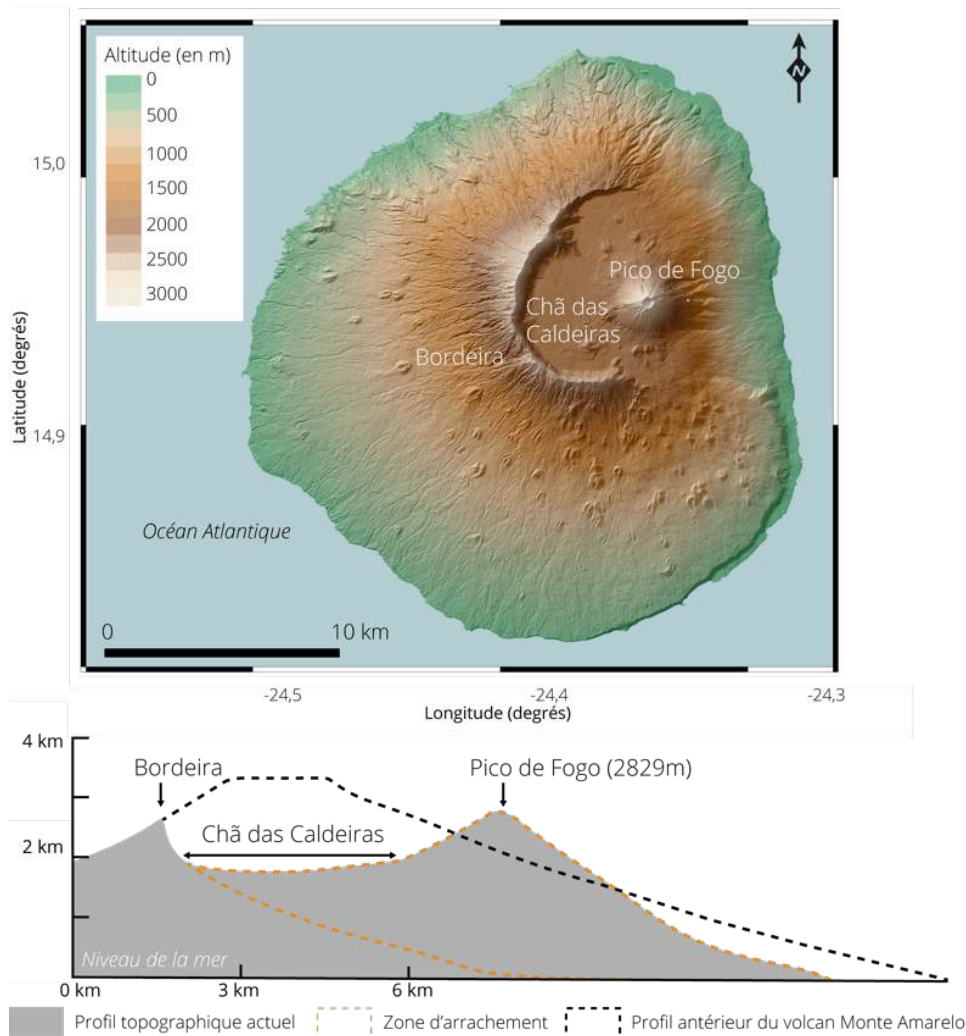 Altitude (en m)
0
500
1000
1500
2000
2500
3000
N
15,0
14,9
Latitude (degrés)
Pico de Fogo
Chã das
Caldeiras
Bordeira
Océan Atlantique
0 10 km
-24,5 -24,4 -24,3
Longitude (degrés)
4 km
Bordeira Pico de Fogo (2829m)
Chã das Caldeiras
2 km
Niveau de la mer
0 km 3 km 6 km
Profil topographique actuel Zone d'arrachement Profil antérieur du volcan Monte Amarelo